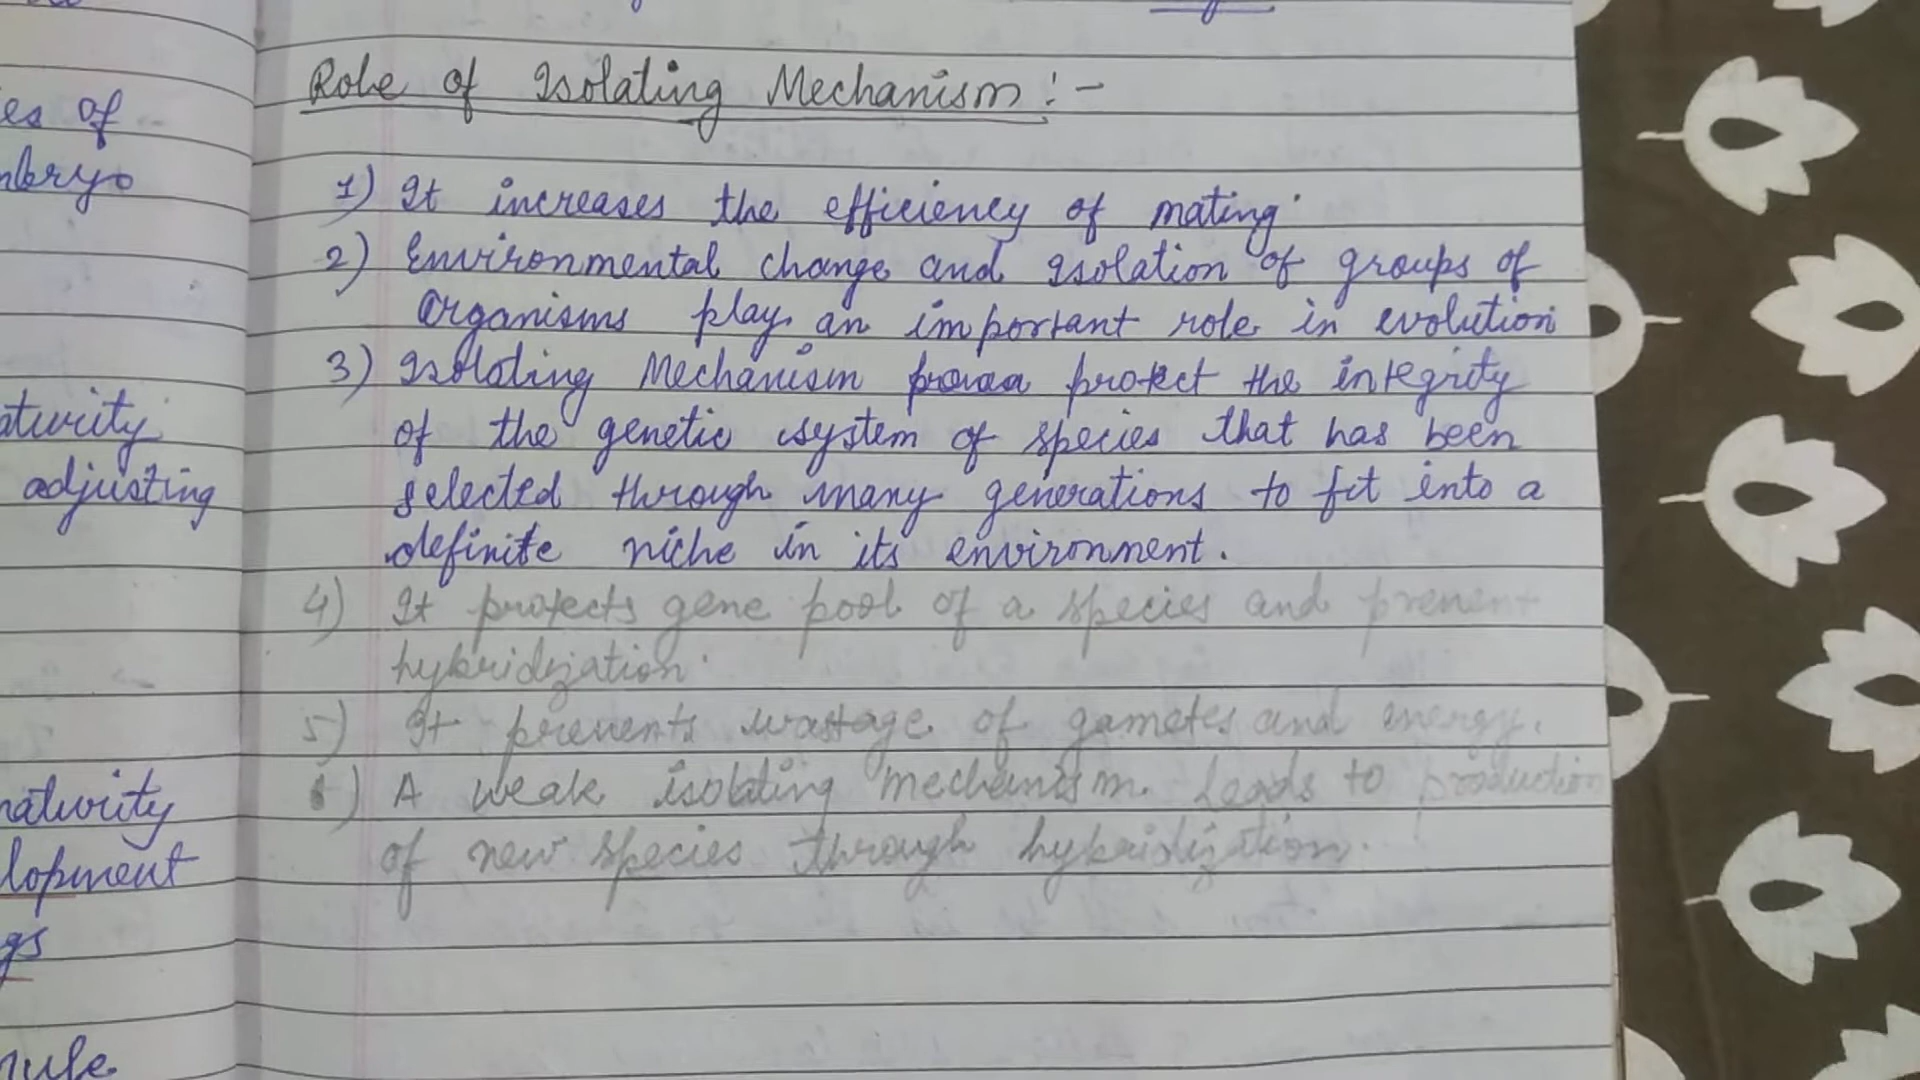 es of
mbryo
aturity
adjusting
naturity
lopment
gs
mule
Role of Isolating Mechanism :-
1) It increases the efficiency of mating.
2) Environmental change and isolation of groups of
organisms play an important role in evolution
3) Isolating Mechanism protect the integrity
of the genetic system of species that has been
selected through many generations to fit into a
definite niche in its environment.
4) It protects gene pool of a species and prevent
hybridization.
5) It prevents wastage of gametes and energy.
6) A weak isolating mechanism leads to production
of new species through hybridization.